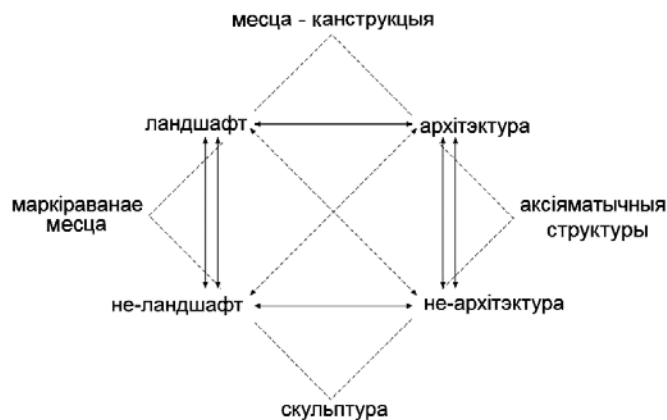 месца - канструкцыя
ландшафт
архітэктура
маркіраванае
месца
аксіяматычныя
структуры
не-ландшафт
не-архітэктура
скульптура